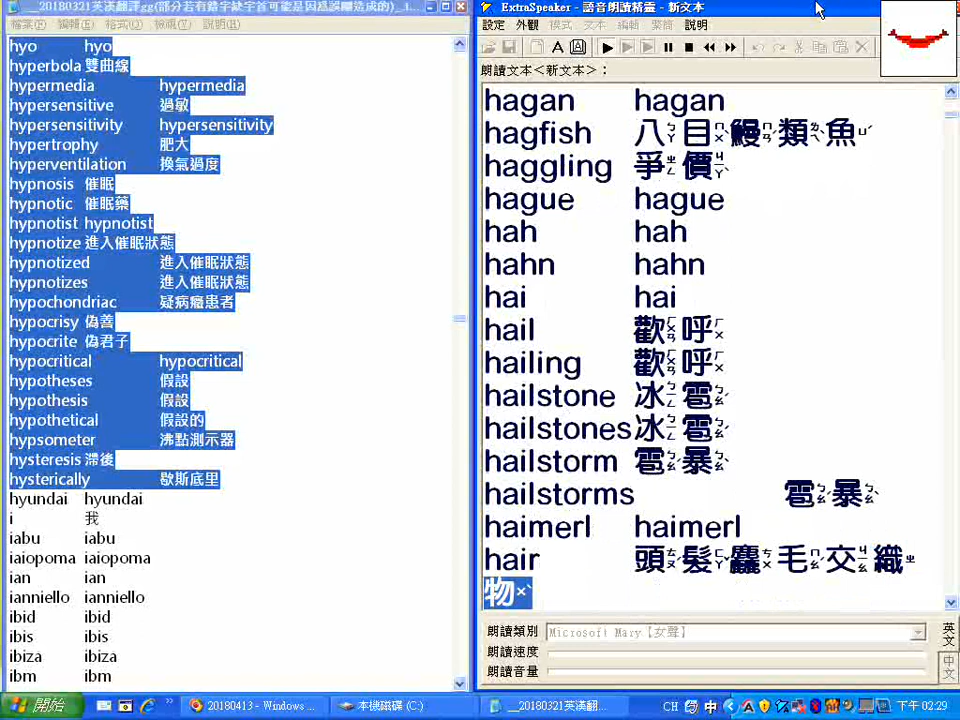 __20180321英漢翻譯gg(部分若有錯字缺字首可能是因為誤刪造成的)_
檔案(F) 編輯(E) 格式(O) 檢視(V) 說明(H)
hyo hyo
hyperbola 雙曲線
hypermedia hypermedia
hypersensitive 過敏
hypersensitivity hypersensitivity
hypertrophy 肥大
hyperventilation 換氣過度
hypnosis 催眠
hypnotic 催眠藥
hypnotist hypnotist
hypnotize 進入催眠狀態
hypnotized 進入催眠狀態
hypnotizes 進入催眠狀態
hypochondriac 疑病癥患者
hypocrisy 偽善
hypocrite 偽君子
hypocritical hypocritical
hypotheses 假設
hypothesis 假設
hypothetical 假設的
hypsometer 沸點測示器
hysteresis 滯後
hysterically 歇斯底里
hyundai hyundai
i 我
iabu iabu
iaiopoma iaiopoma
ian ian
ianniello ianniello
ibid ibid
ibis ibis
ibiza ibiza
ibm ibm
ExtraSpeaker - 語音朗讀精靈 - 新文本
設定 外觀 模式 文本 編輯 說明
朗讀文本<新文本>：
hagan hagan
hagfish 八目鰻類魚
haggling 爭價
hague hague
hah hah
hahn hahn
hai hai
hail 歡呼
hailing 歡呼
hailstone 冰雹
hailstones 冰雹
hailstorm 雹暴
hailstorms 雹暴
haimerl haimerl
hair 頭髮麤毛交織
物
朗讀類別 Microsoft Mary【女聲】
朗讀速度
朗讀音量
英文
中文
開始 20180413 - Windows ... 本機磁碟 (C:) __20180321英漢翻... CH 中 下午 02:29